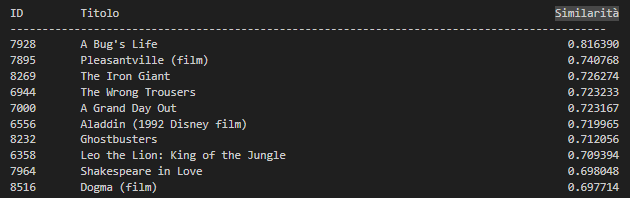 ID Titolo Similarità
--------------------------------------------------------------------------------------------
7928 A Bug's Life 0.816390
7895 Pleasantville (film) 0.740768
8269 The Iron Giant 0.726274
6944 The Wrong Trousers 0.723233
7000 A Grand Day Out 0.723167
6556 Aladdin (1992 Disney film) 0.719965
8232 Ghostbusters 0.712056
6358 Leo the Lion: King of the Jungle 0.709394
7964 Shakespeare in Love 0.698048
8516 Dogma (film) 0.697714